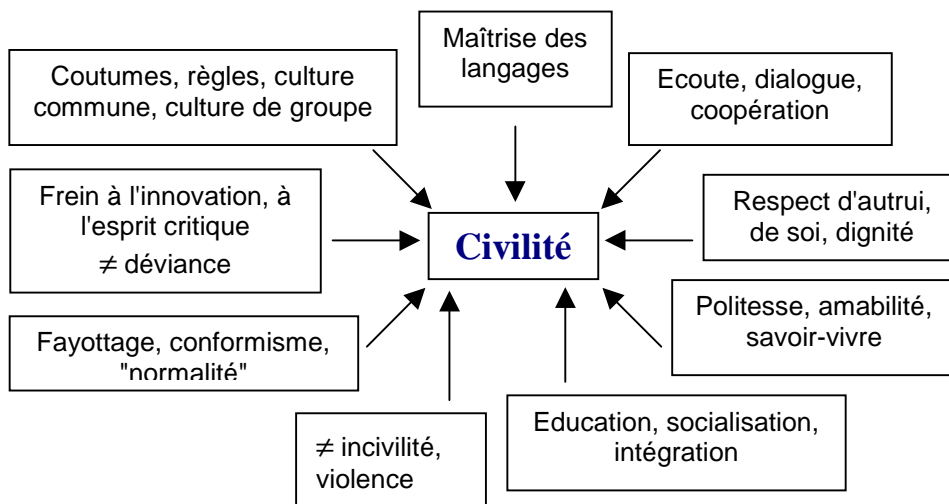 Maîtrise des
langages
Coutumes, règles, culture
commune, culture de groupe
Ecoute, dialogue,
coopération
Frein à l'innovation, à
l'esprit critique
≠ déviance
Civilité
Respect d'autrui,
de soi, dignité
Politesse, amabilité,
savoir-vivre
Fayottage, conformisme,
"normalité"
≠ incivilité,
violence
Education, socialisation,
intégration